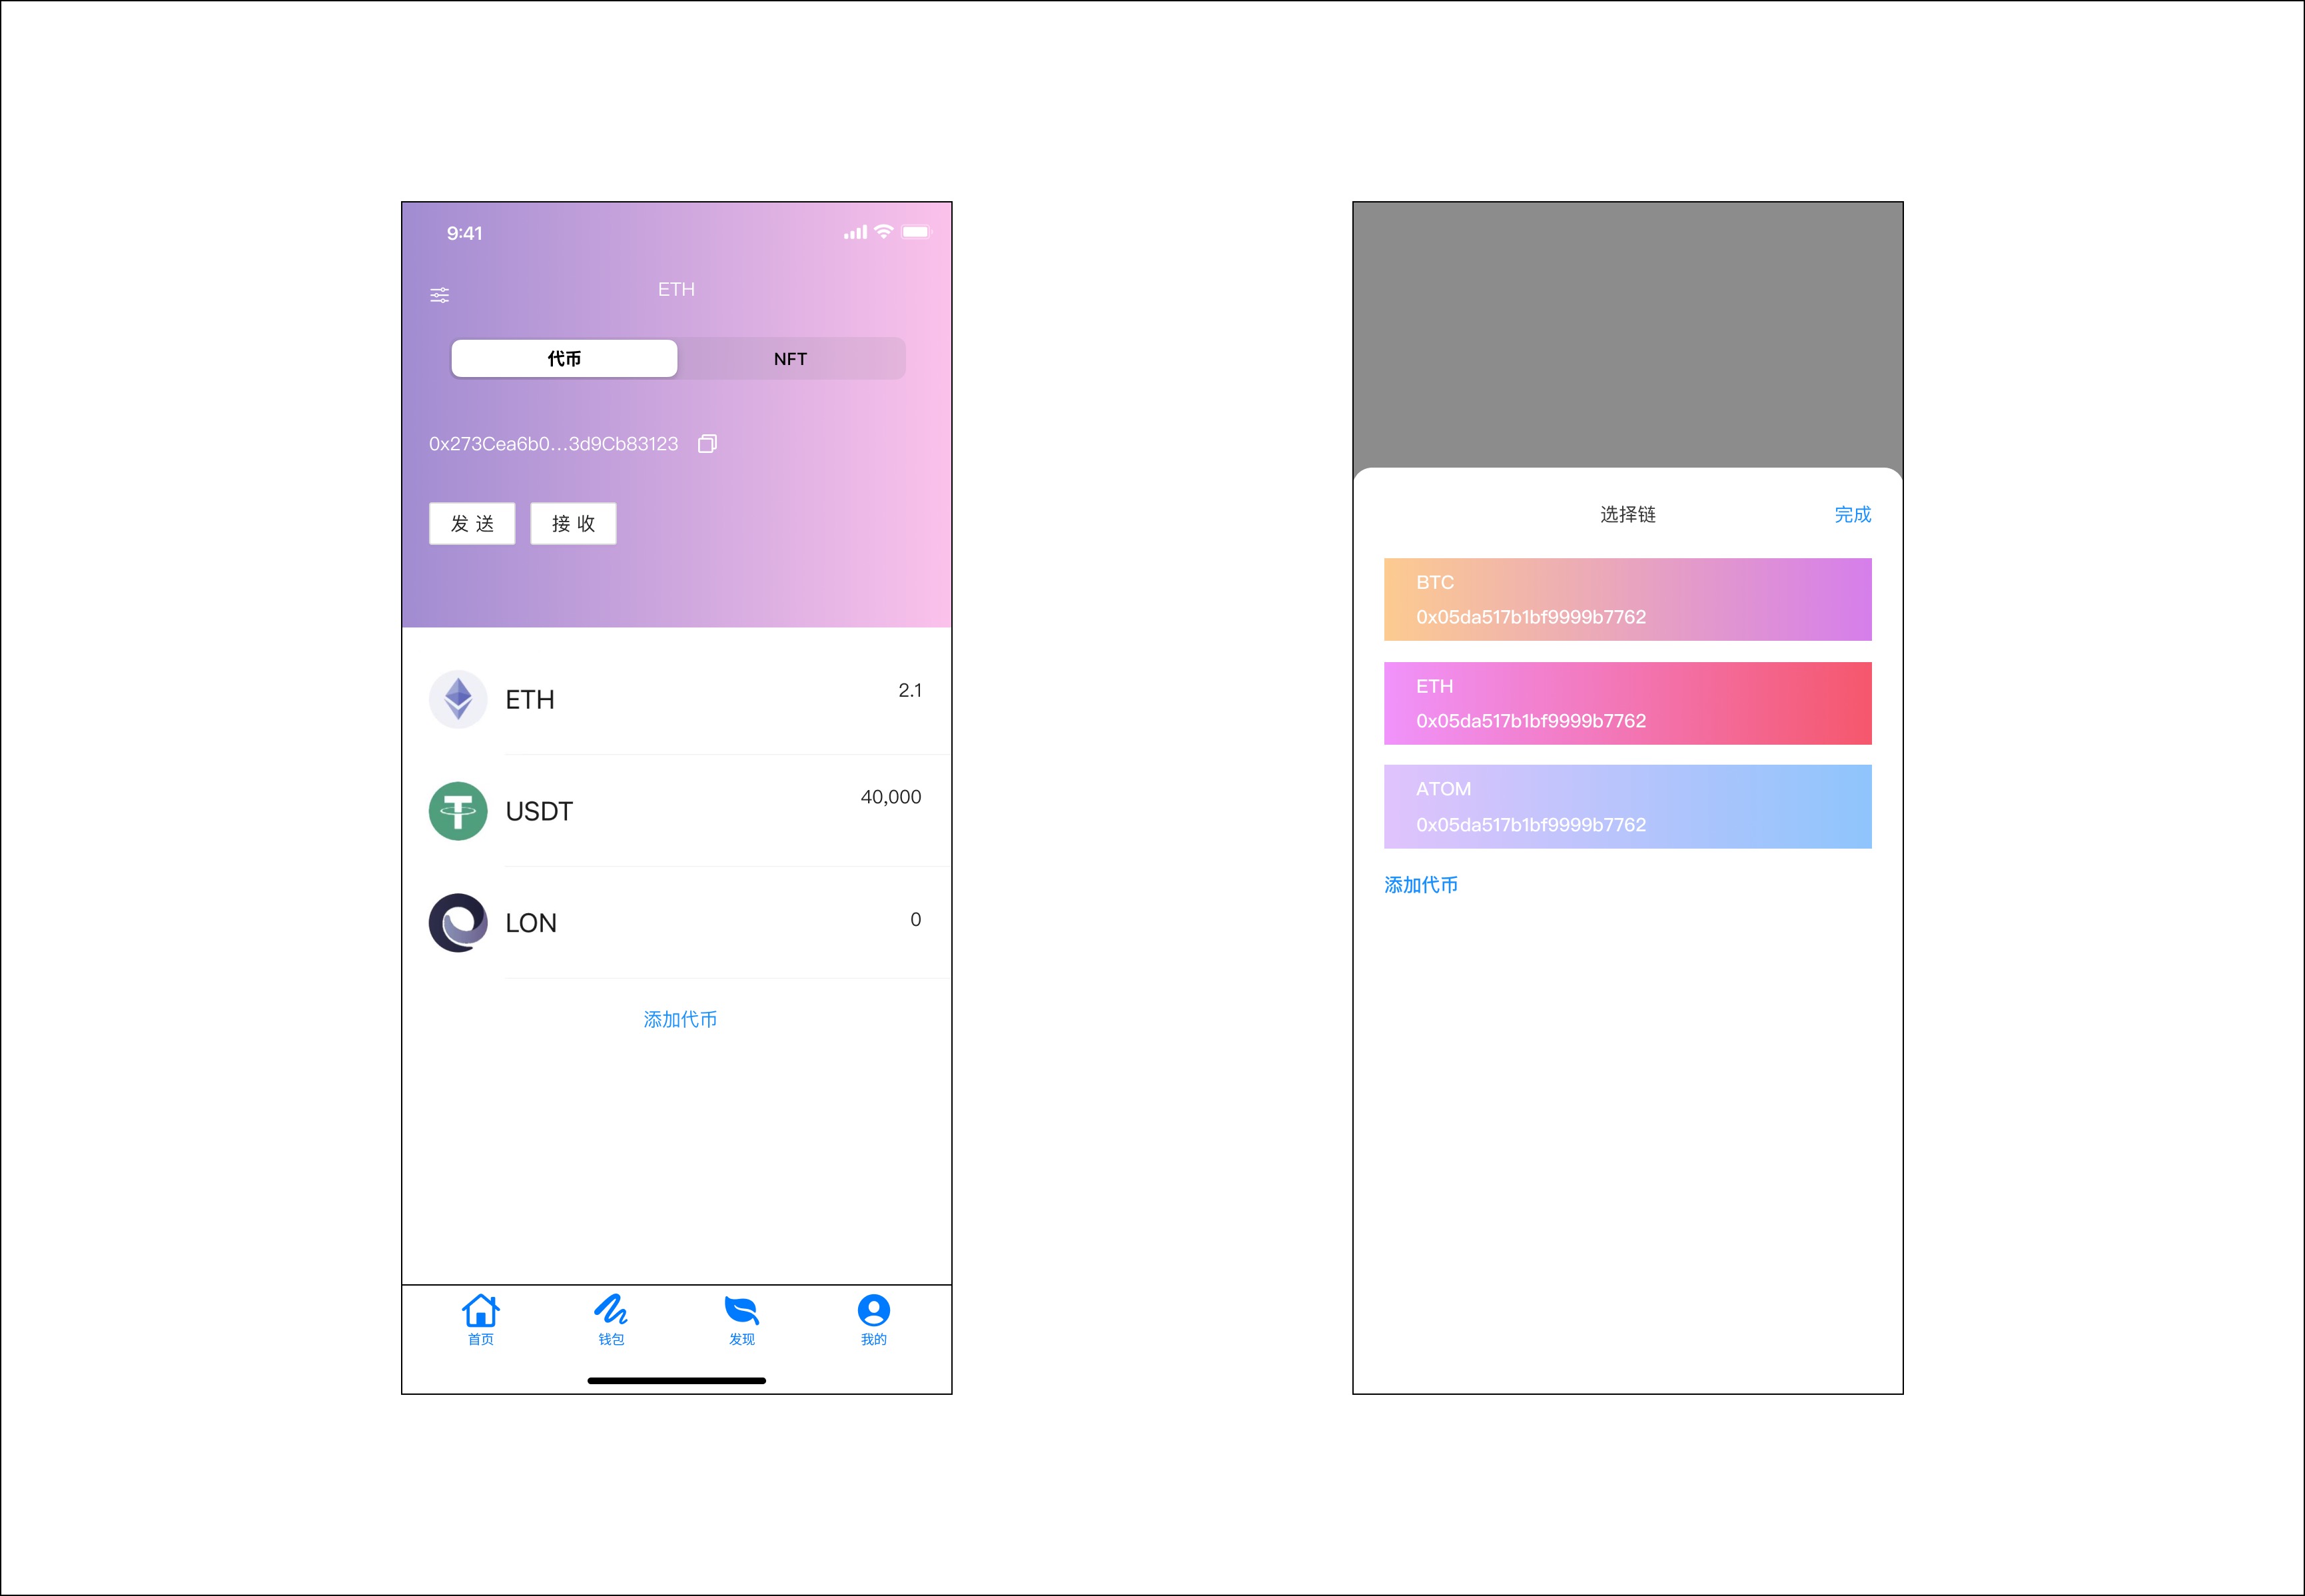 9:41
ETH
代币
NFT
0x273Cea6b0...3d9Cb83123
发 送
接 收
ETH
2.1
USDT
40,000
LON
0
添加代币
首页
钱包
发现
我的
选择链
完成
BTC
0x05da517b1bf9999b7762
ETH
0x05da517b1bf9999b7762
ATOM
0x05da517b1bf9999b7762
添加代币